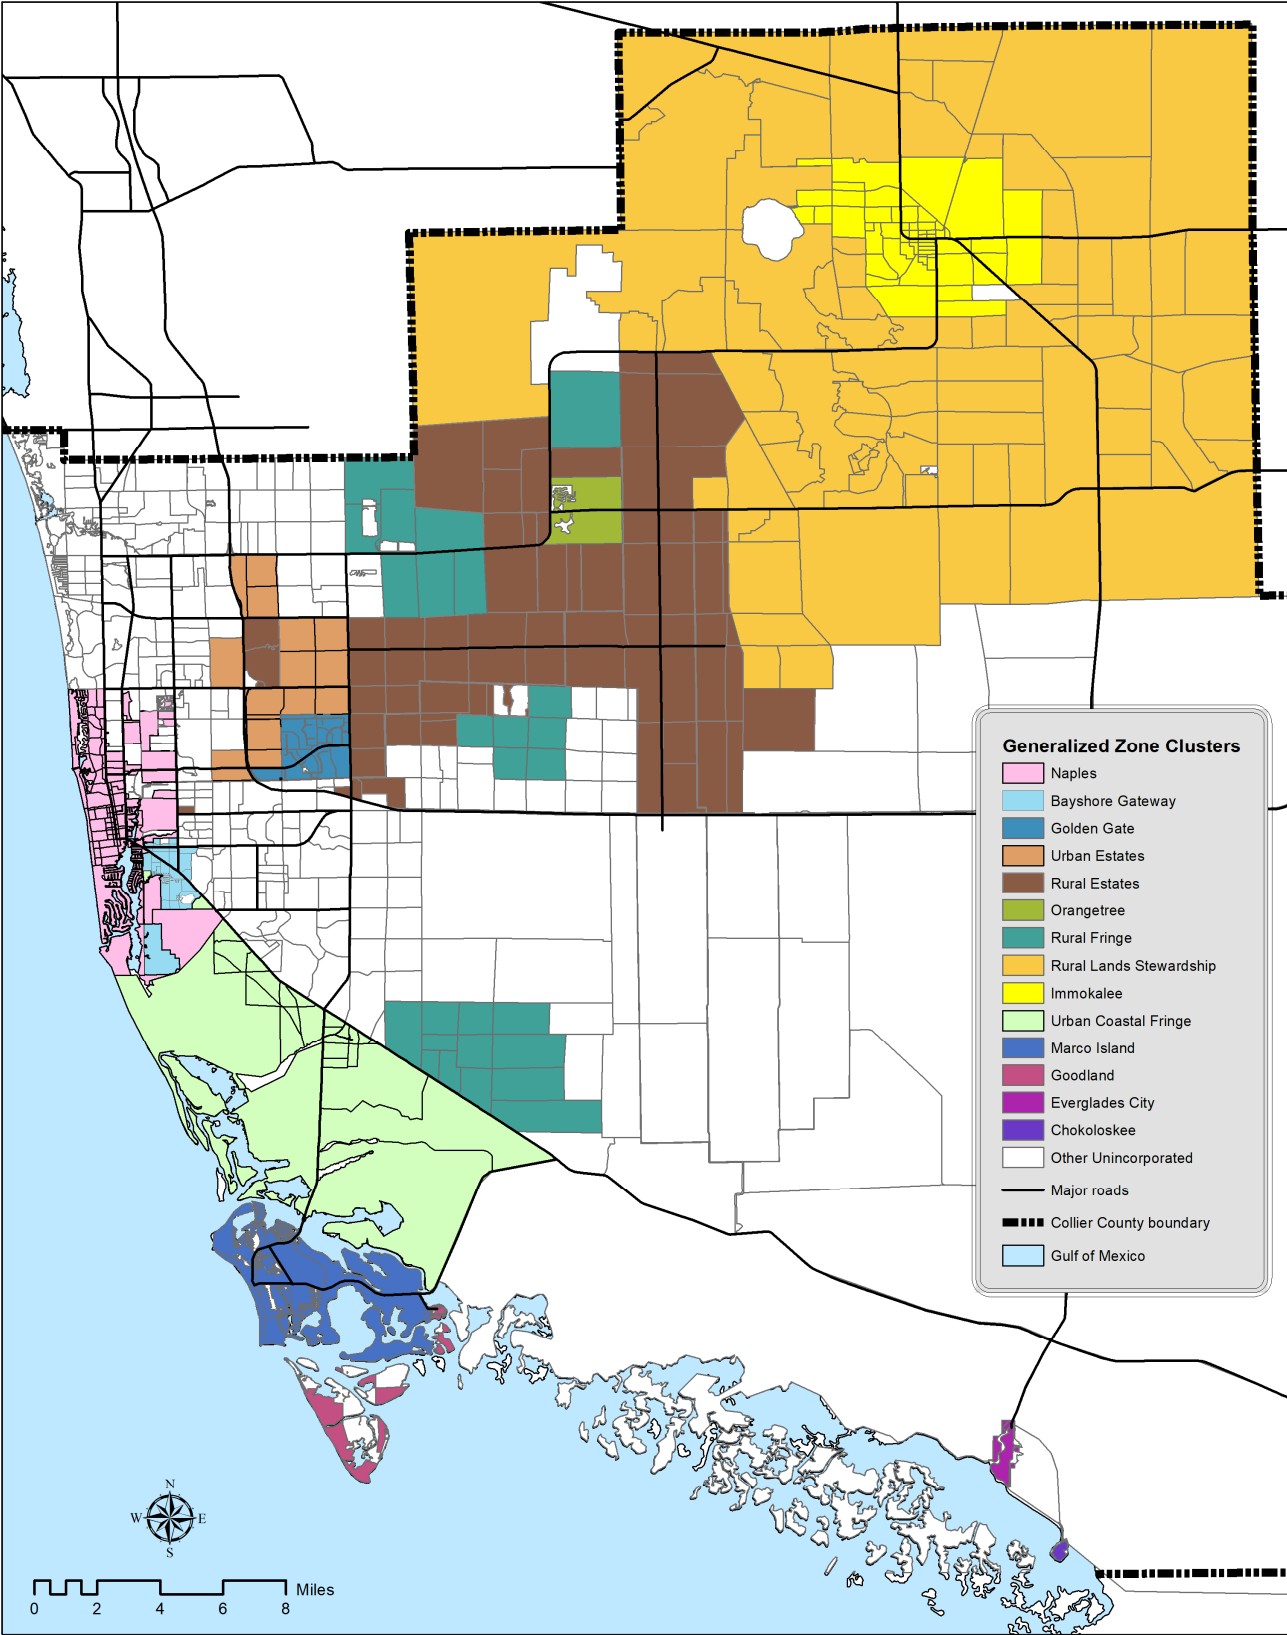 Generalized Zone Clusters
Naples
Bayshore Gateway
Golden Gate
Urban Estates
Rural Estates
Orangetree
Rural Fringe
Rural Lands Stewardship
Immokalee
Urban Coastal Fringe
Marco Island
Goodland
Everglades City
Chokoloskee
Other Unincorporated
Major roads
Collier County boundary
Gulf of Mexico
N
W E
S
Miles
0 2 4 6 8